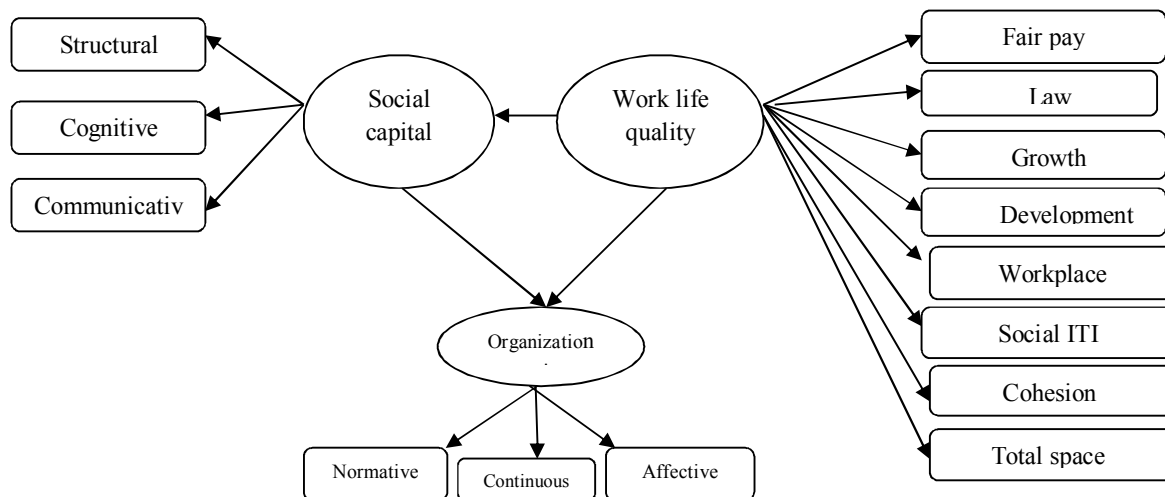 Structural
Cognitive
Communicativ
Social
capital
Work life
quality
Fair pay
Law
Growth
Development
Workplace
Social ITI
Cohesion
Total space
Organization
Normative
Continuous
Affective